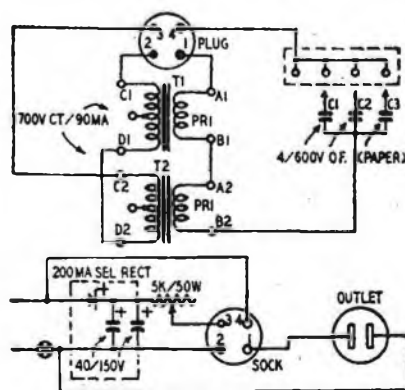 3 4
2 1
PLUG
C1 T1 A1
700V CT/90MA
PRI
D1 B1
C1 C2 C3
4/600V O.F. (PAPER)
C2 T2 A2
PRI
D2 B2
200MA SEL RECT
5K/50W
+
+ +
3 4
2 1
SOCK
OUTLET
40/150V